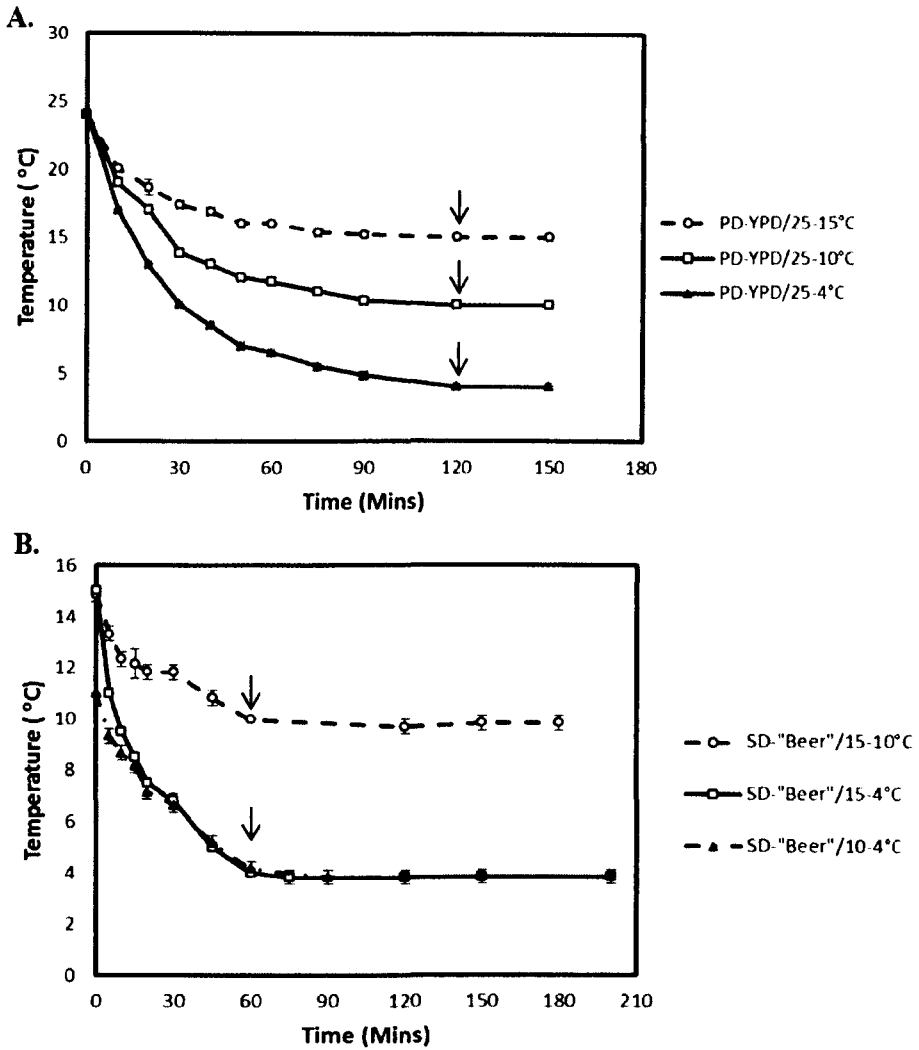 A.
30
25
20
15
10
5
0
Temperature ( °C)
0 30 60 90 120 150 180
Time (Mins)
PD-YPD/25-15°C
PD-YPD/25-10°C
PD-YPD/25-4°C
B.
16
14
12
10
8
6
4
2
0
Temperature ( °C)
0 30 60 90 120 150 180 210
Time (Mins)
SD-"Beer"/15-10°C
SD-"Beer"/15-4°C
SD-"Beer"/10-4°C